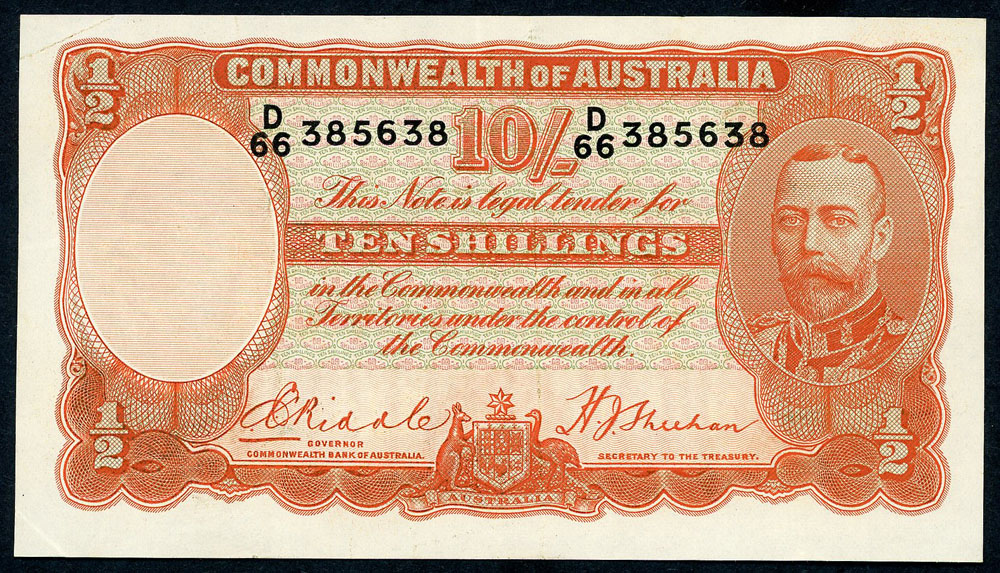 COMMONWEALTH OF AUSTRALIA
1/2
1/2
D/66 385638
10/-
D/66 385638
This Note is legal tender for
TEN SHILLINGS
in the Commonwealth and in all
Territories under the control of
the Commonwealth.
E C Riddle
H. J. Sheehan
GOVERNOR
COMMONWEALTH BANK OF AUSTRALIA.
SECRETARY TO THE TREASURY.
1/2
1/2
AUSTRALIA